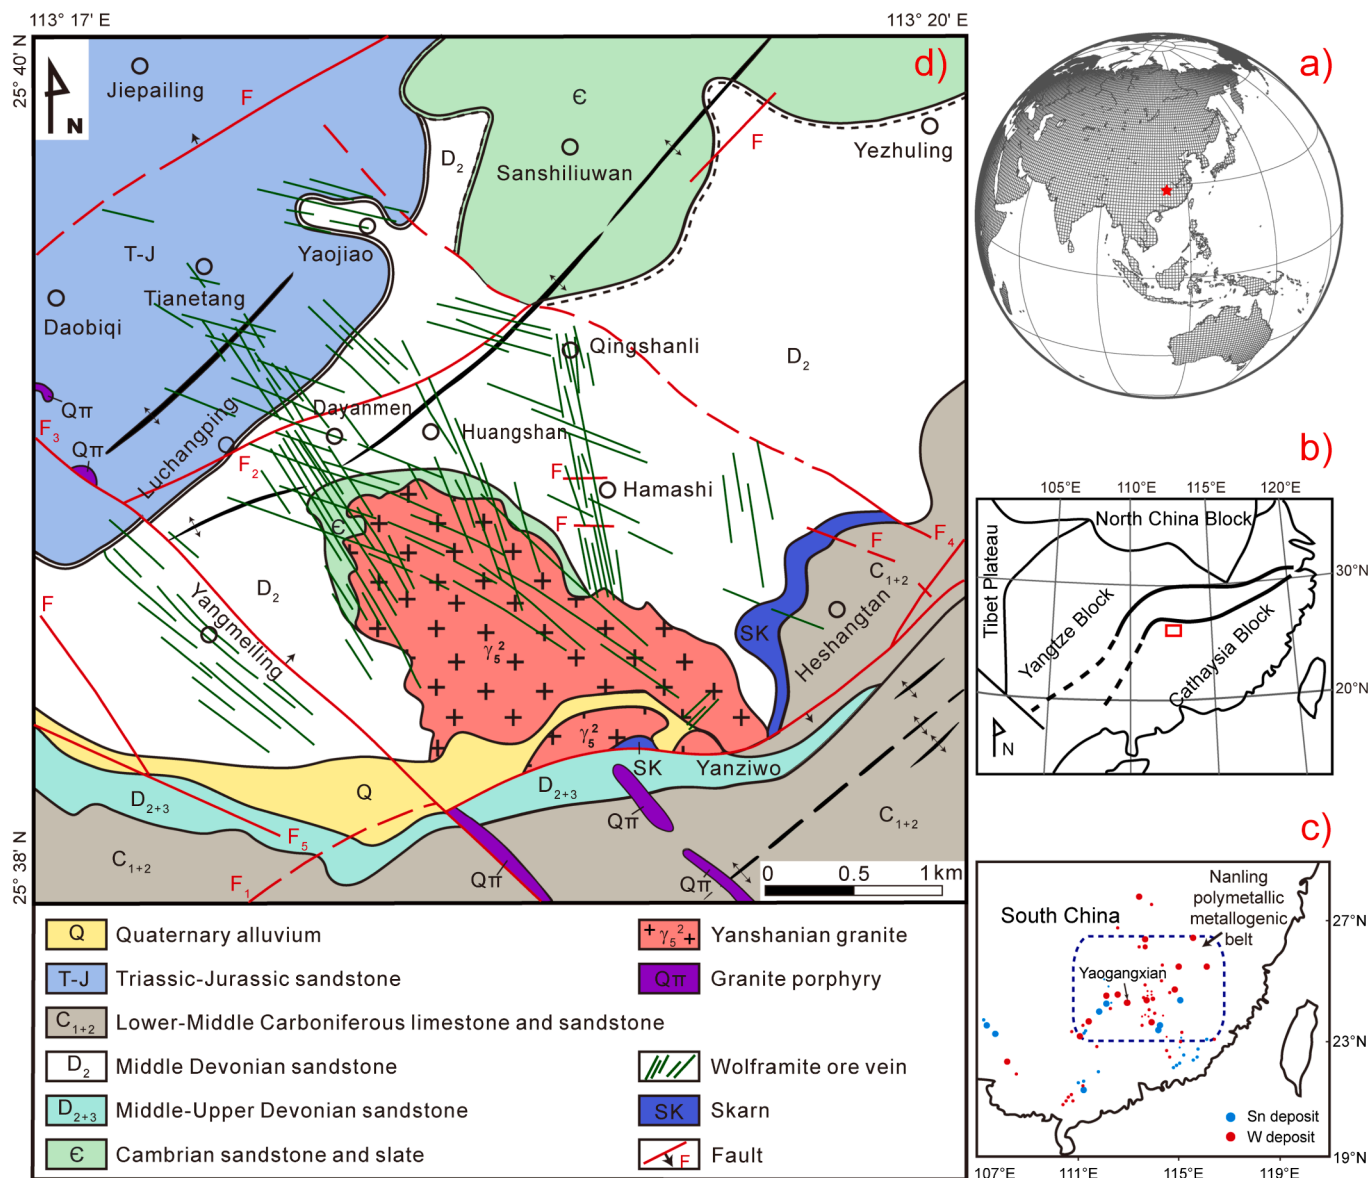 113° 17' E
113° 20' E
25° 40' N
25° 38' N
d)
N
Jiepailing
F
D2
Є
Sanshiliuwan
F
Yezhuling
T-J
Yaojiao
Tianetang
Daobiqi
Qingshanli
D2
Qπ
F3
Qπ
Luchangping
Dayanmen
F2
Huangshan
F
Hamashi
F
Є
F
F4
C1+2
D2
F
Yangmeiling
γ5²
SK
Heshangtan
γ5²
SK
Yanziwo
Q
D2+3
D2+3
Qπ
F5
C1+2
C1+2
F1
Qπ
Qπ
0 0.5 1km
Q Quaternary alluvium
T-J Triassic-Jurassic sandstone
C1+2 Lower-Middle Carboniferous limestone and sandstone
D2 Middle Devonian sandstone
D2+3 Middle-Upper Devonian sandstone
Є Cambrian sandstone and slate
γ5² Yanshanian granite
Qπ Granite porphyry
Wolframite ore vein
SK Skarn
F Fault
a)
b)
105°E 110°E 115°E 120°E
North China Block
Tibet Plateau
30°N
Yangtze Block
Cathaysia Block
20°N
N
c)
Nanling
polymetallic
metallogenic
belt
South China
27°N
Yaogangxian
23°N
Sn deposit
W deposit
19°N
107°E 111°E 115°E 119°E